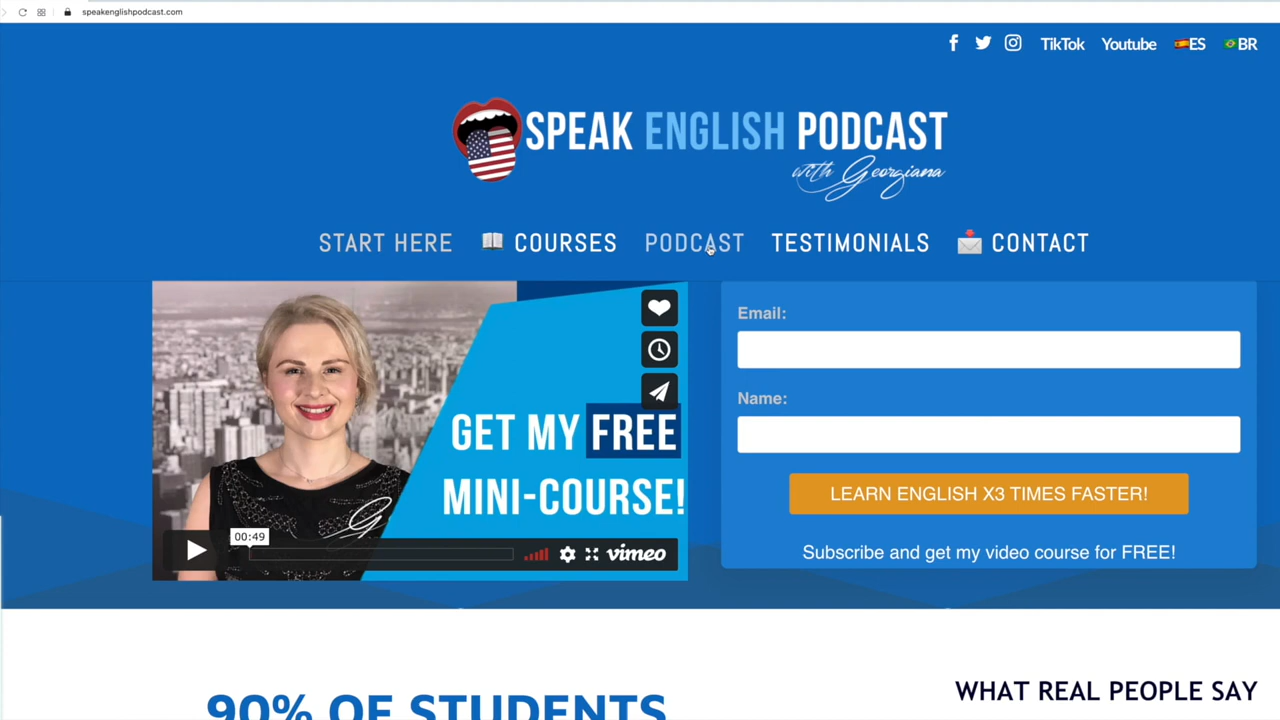 speakenglishpodcast.com
TikTok Youtube ES BR
SPEAK ENGLISH PODCAST
with Georgiana
START HERE COURSES PODCAST TESTIMONIALS CONTACT
GET MY FREE
MINI-COURSE!
G
00:49
vimeo
Email:
Name:
LEARN ENGLISH X3 TIMES FASTER!
Subscribe and get my video course for FREE!
90% OF STUDENTS
WHAT REAL PEOPLE SAY